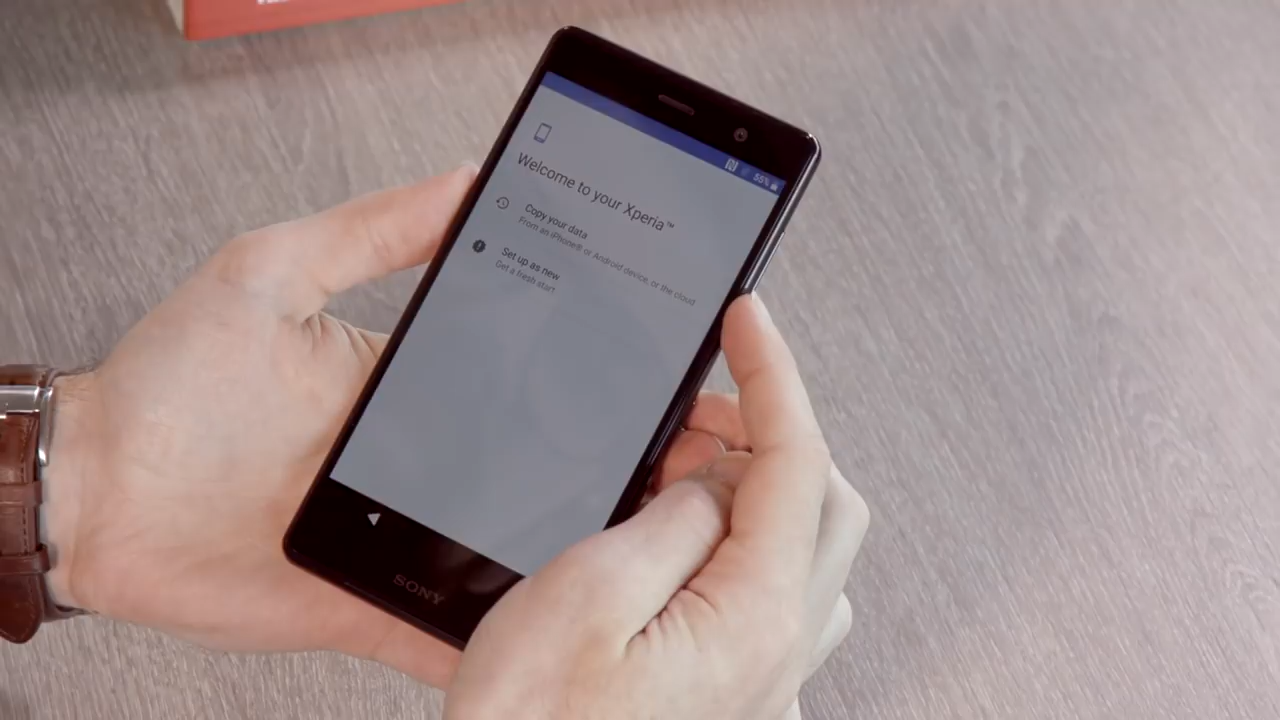 55%
Welcome to your Xperia™
Copy your data
From an iPhone® or Android device, or the cloud
Set up as new
Get a fresh start
SONY